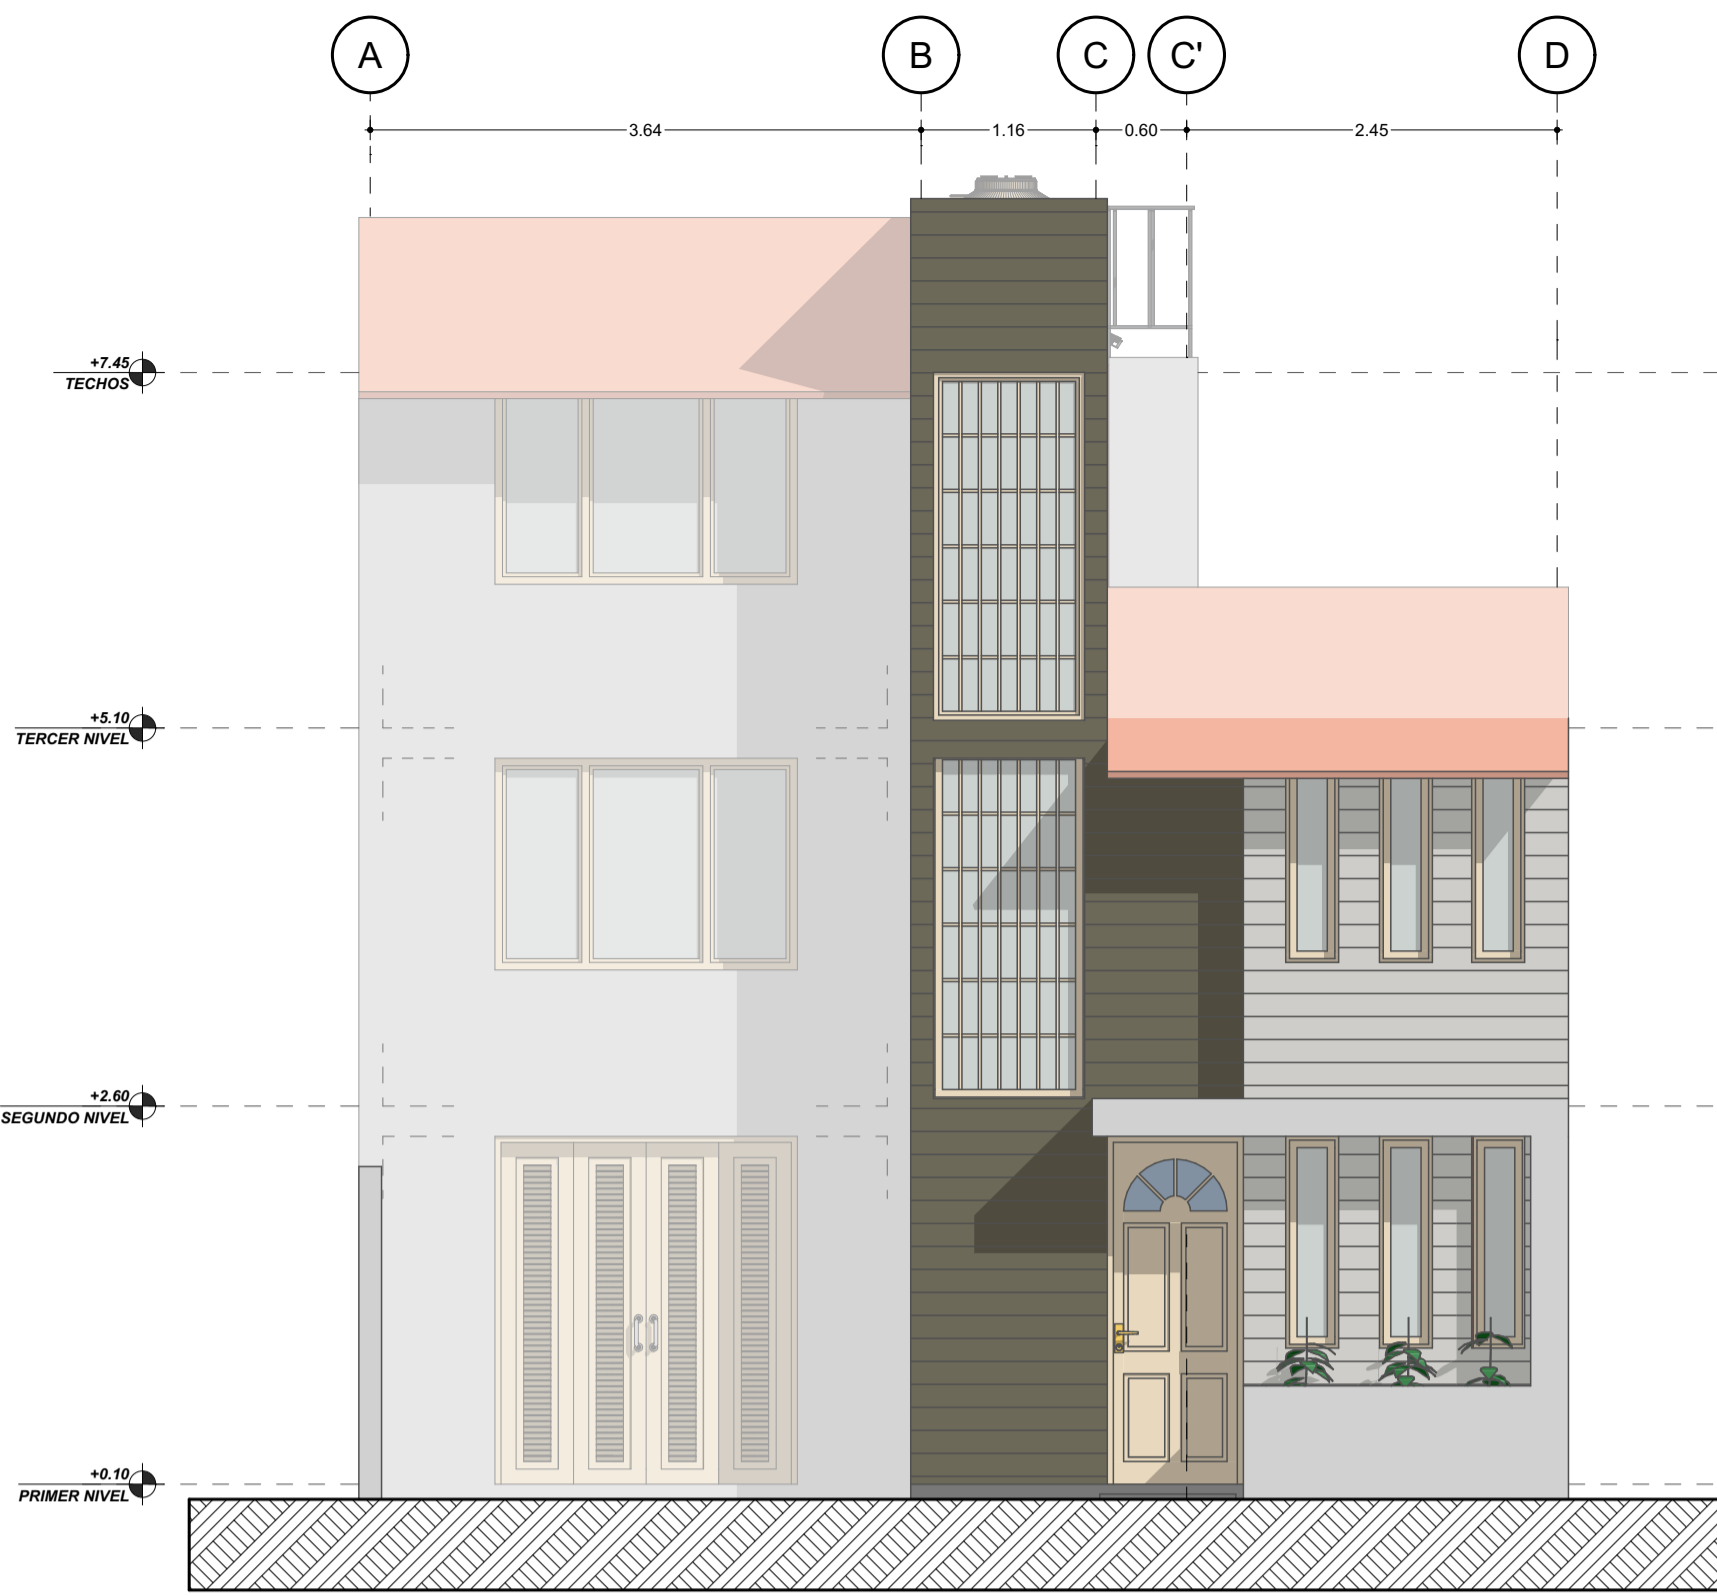 A B C C' D
3.64 1.16 0.60 2.45
+7.45
TECHOS
+5.10
TERCER NIVEL
+2.60
SEGUNDO NIVEL
+0.10
PRIMER NIVEL